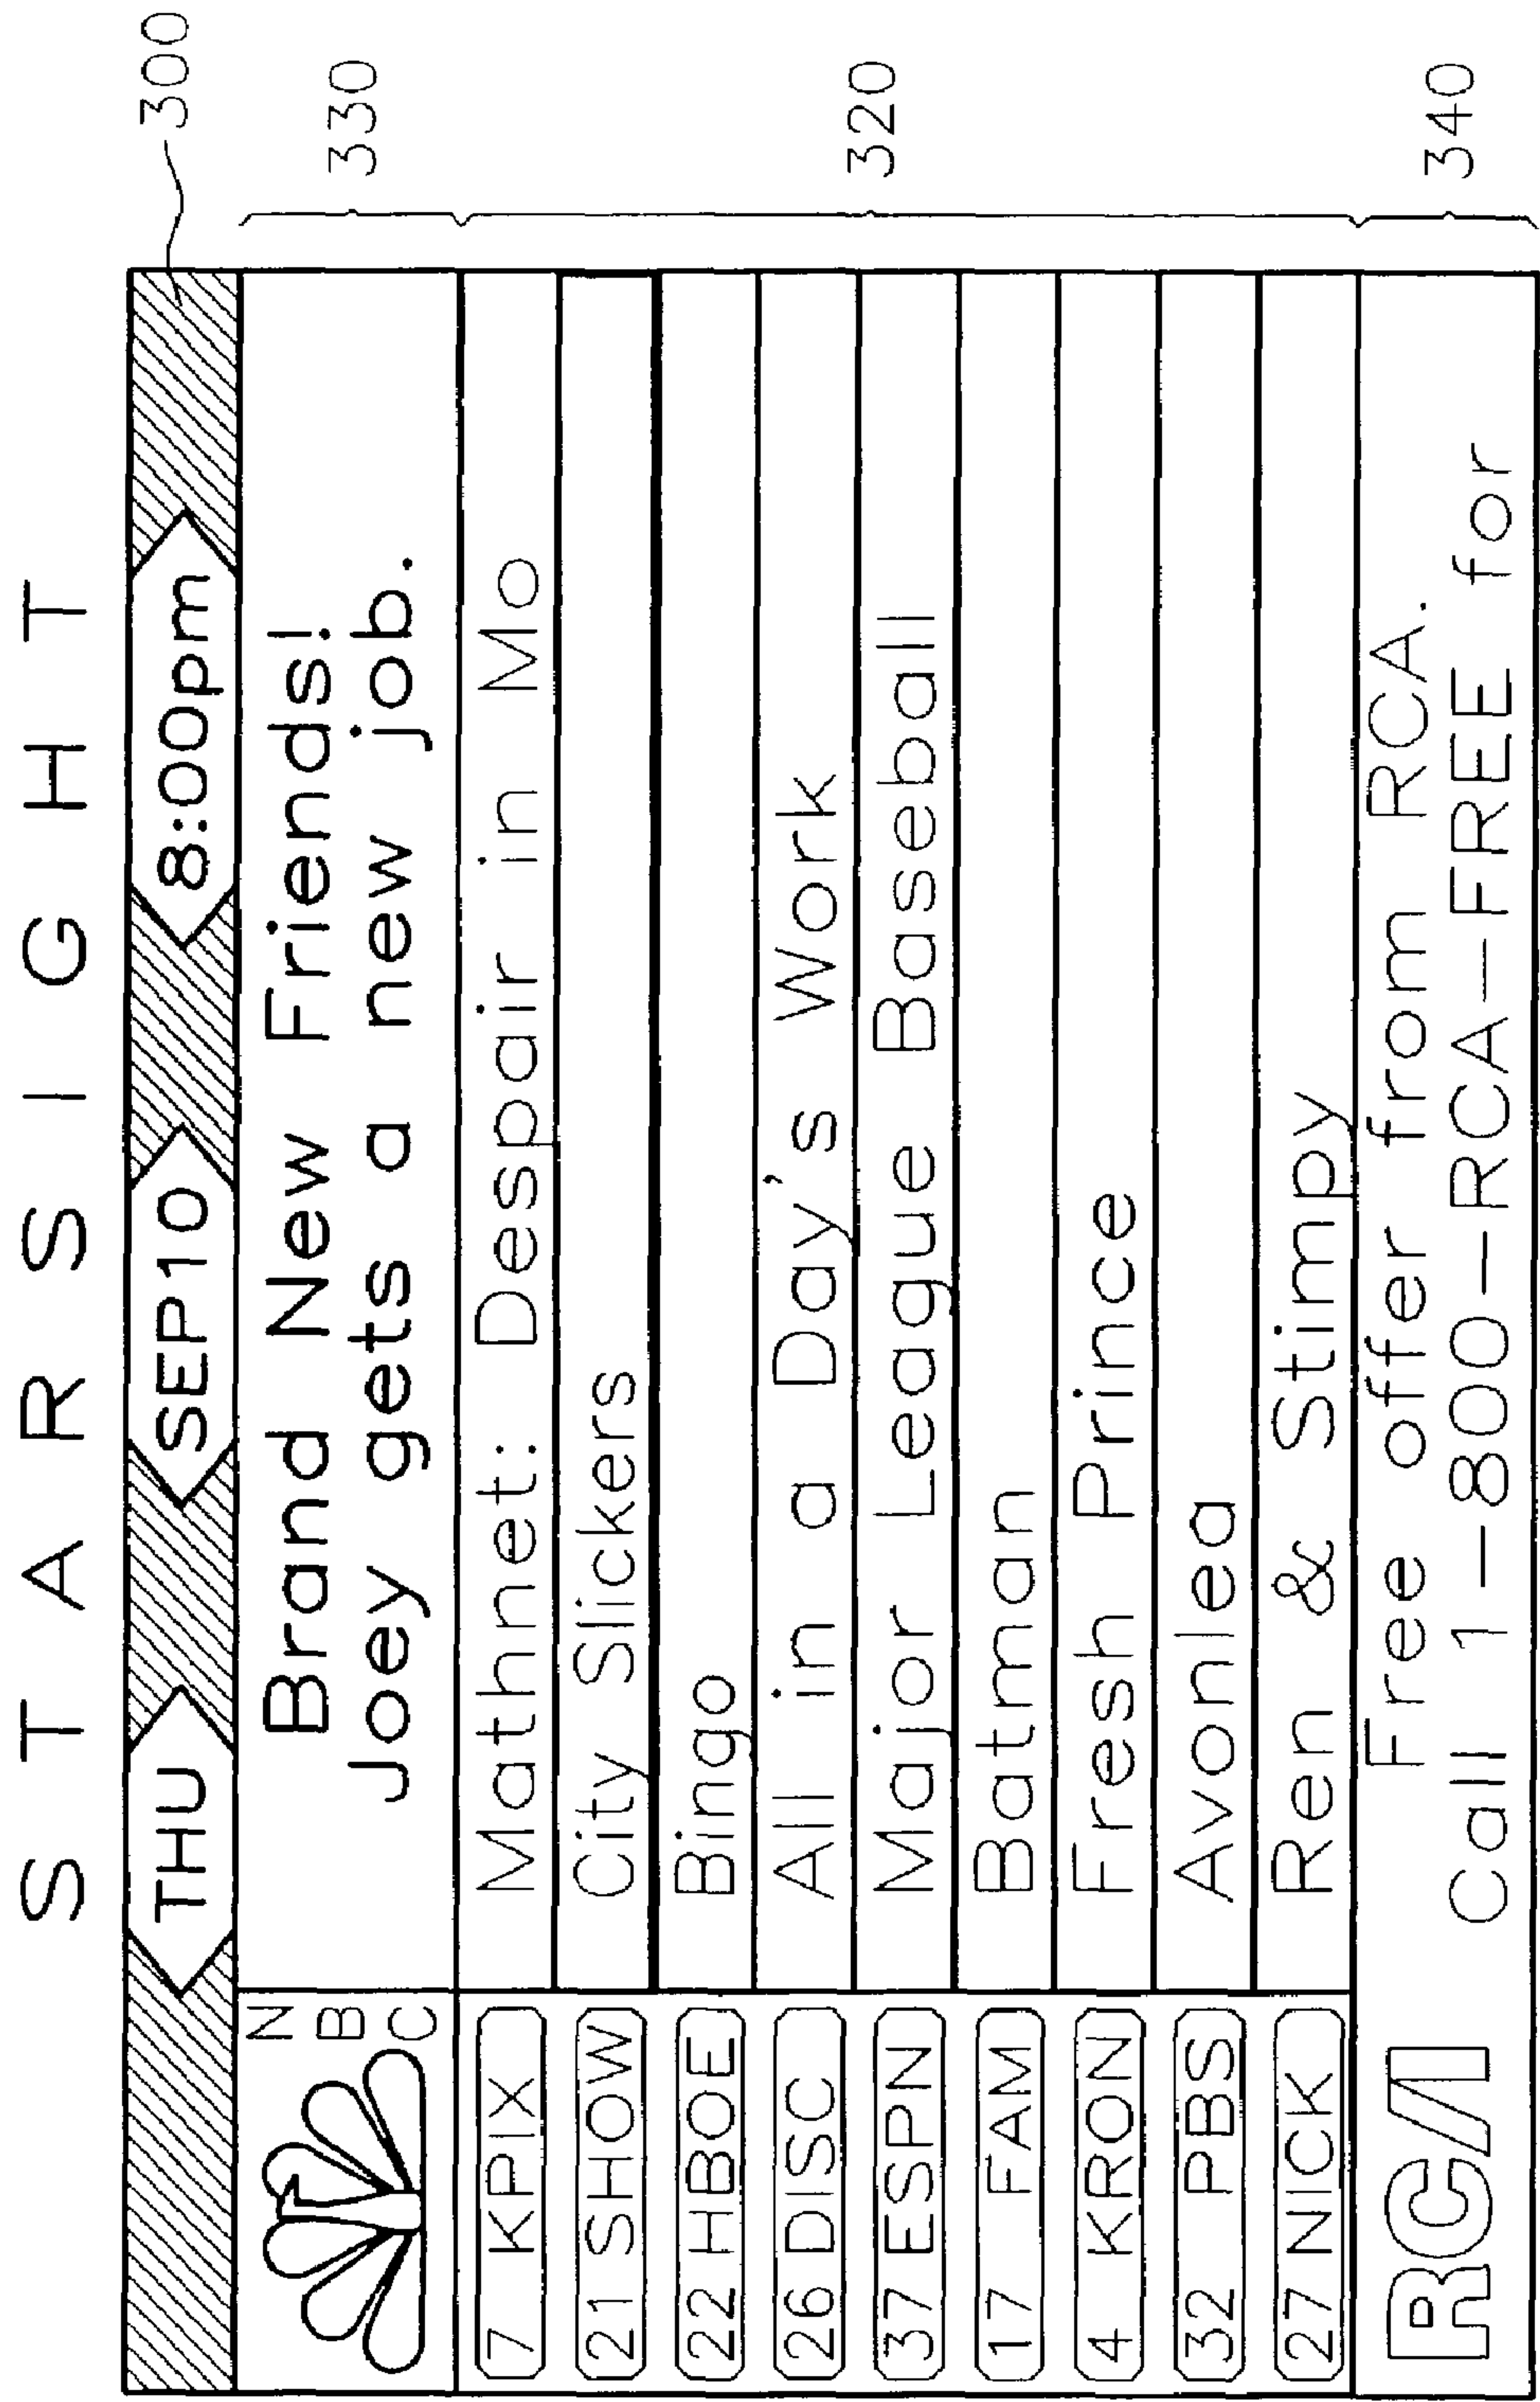 STARSIGHT
THU SEP10 8:00pm 300
NBC
Brand New Friends!
Joey gets a new job.
330
7 KPIX Mathnet: Despair in Mo
21 SHOW City Slickers
22 HBOE Bingo
26 DISC All in a Day's Work
37 ESPN Major League Baseball
320
17 FAM Batman
4 KRON Fresh Prince
32 PBS Avonlea
27 NICK Ren & Stimpy
RCA
Free offer from RCA.
Call 1-800-RCA-FREE for
340